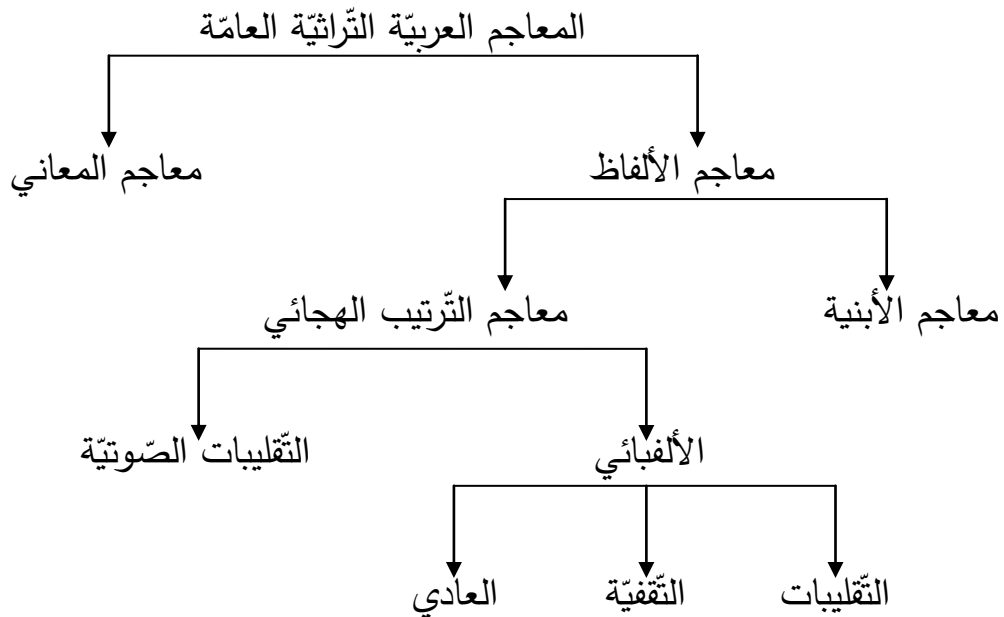 المعاجم العربيّة التّراثيّة العامّة
معاجم الألفاظ
معاجم المعاني
معاجم الأبنية
معاجم التّرتيب الهجائي
الألفبائي
التّقليبات الصّوتيّة
التّقليبات
التّقفيّة
العادي